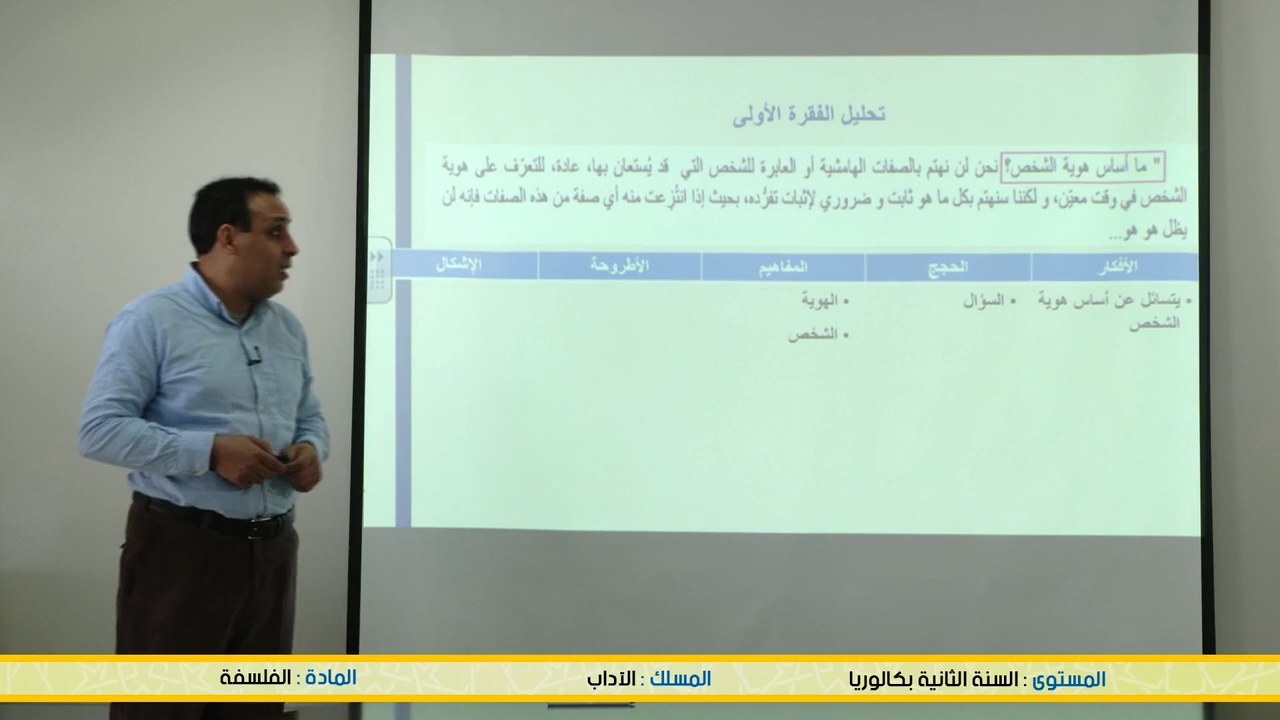 تحليل الفقرة الأولى
" ما أساس هوية الشخص؟ نحن لن نهتم بالصفات الهامشية أو العابرة للشخص التي قد يُستعان بها، عادة، للتعرّف على هوية
الشخص في وقت معيّن، و لكننا سنهتم بكل ما هو ثابت و ضروري لإثبات تفرُّده، بحيث إذا انتُزعت منه أي صفة من هذه الصفات فإنه لن
يظل هو هو...
الأفكار الحجج المفاهيم الأطروحة الإشكال
• يتسائل عن أساس هوية • السؤال • الهوية
الشخص • الشخص
المستوى : السنة الثانية بكالوريا المسلك : الآداب المادة : الفلسفة